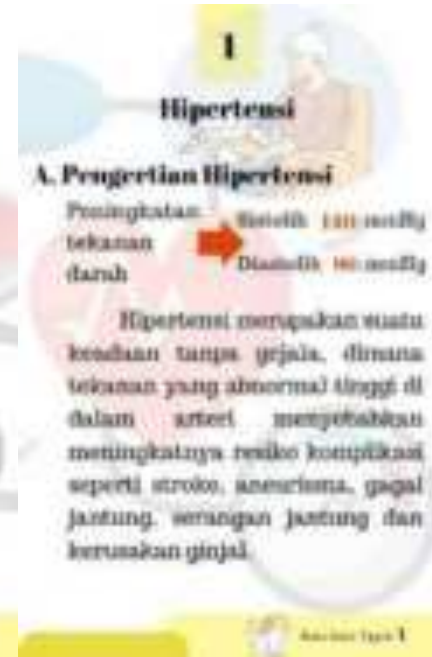 1
Hipertensi
A. Pengertian Hipertensi
Peningkatan
tekanan
darah
Sistolik mmHg
Diastolik mmHg
Hipertensi merupakan suatu
keadaan tanpa gejala, dimana
tekanan yang abnormal tinggi di
dalam arteri menyebabkan
meningkatnya resiko komplikasi
seperti stroke, aneurisma, gagal
jantung, serangan jantung dan
kerusakan ginjal.
1